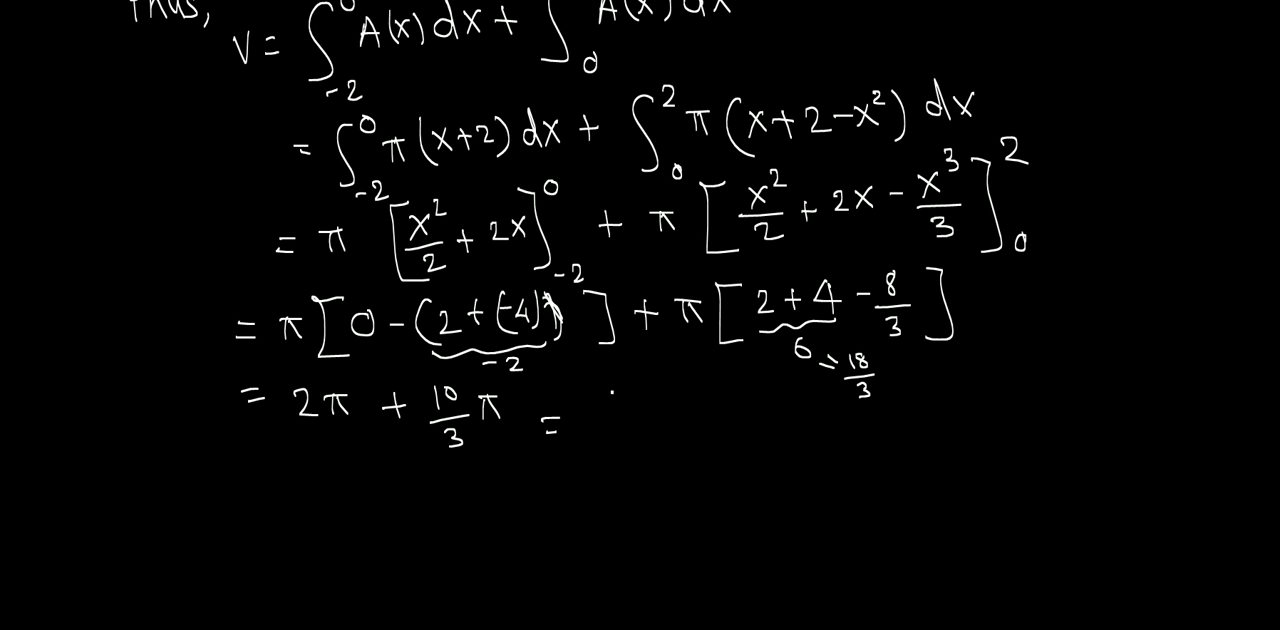 Thus,
V = ∫_{-2}^{0} A(x) dx + ∫_{0} A(x) dx
= ∫_{-2}^{0} π (x+2) dx + ∫_{0}^{2} π (x+2-x²) dx
= π [x²/2 + 2x]_{-2}^{0} + π [x²/2 + 2x - x³/3]_{0}^{2}
= π [0 - (2+(-4))] + π [2+4 - 8/3]
-2 6 = 18/3
= 2π + 10/3 π =